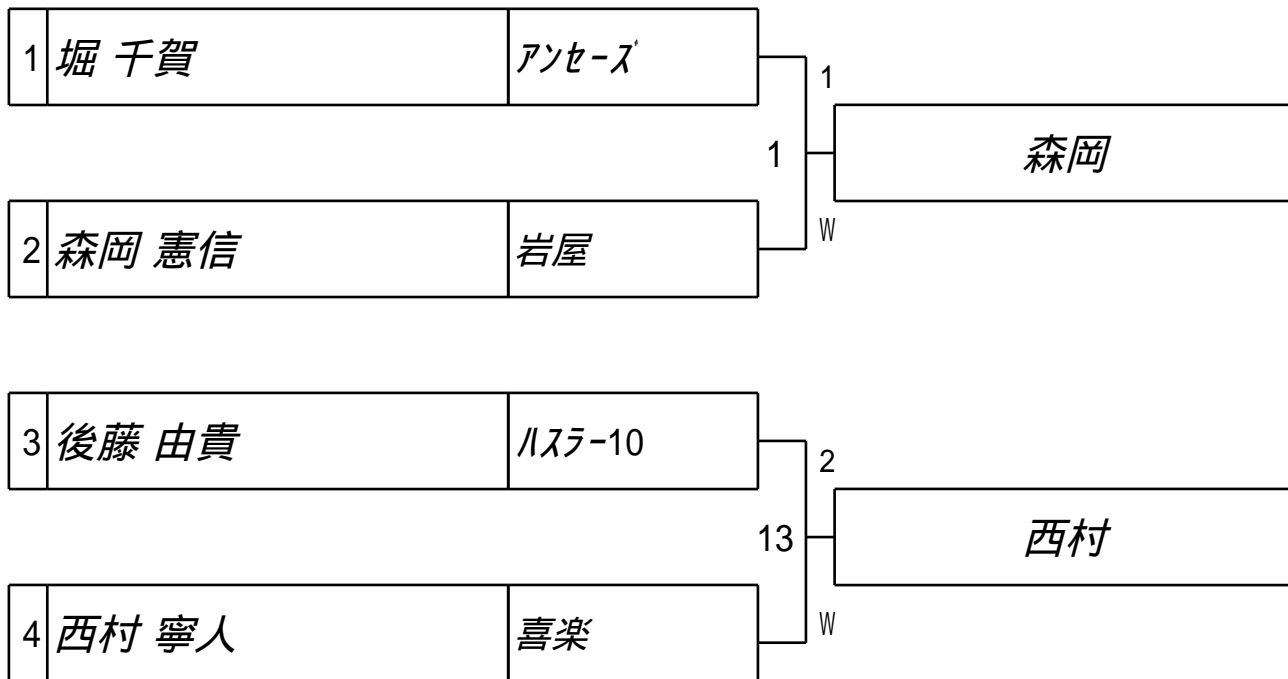 1 堀 千賀 ｱﾝｾｰｽﾞ
1
1
森岡
2 森岡 憲信 岩屋
W
3 後藤 由貴 ﾊｽﾗｰ10
2
13
西村
4 西村 寧人 喜楽
W